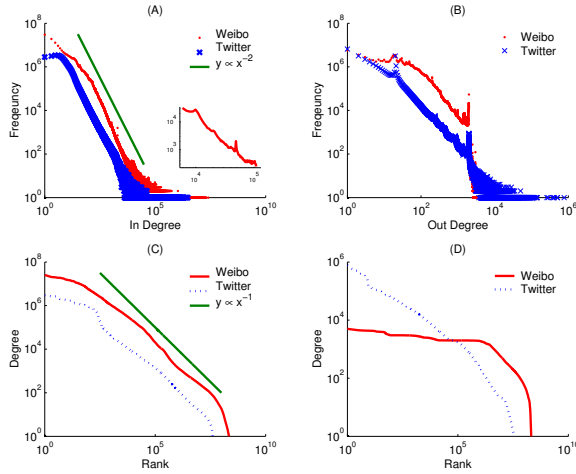 (A)
10^8
10^6
10^4
10^2
10^0
Freqeuncy
Weibo
Twitter
y ∝ x^-2
10^4
10^3
10^4
10^5
10^0
10^5
10^10
In Degree
(B)
10^8
10^6
10^4
10^2
10^0
Freqeuncy
Weibo
Twitter
10^0
10^2
10^4
10^6
Out Degree
(C)
10^8
10^6
10^4
10^2
10^0
Degree
Weibo
Twitter
y ∝ x^-1
10^0
10^5
10^10
Rank
(D)
10^6
10^4
10^2
10^0
Degree
Weibo
Twitter
10^0
10^5
10^10
Rank